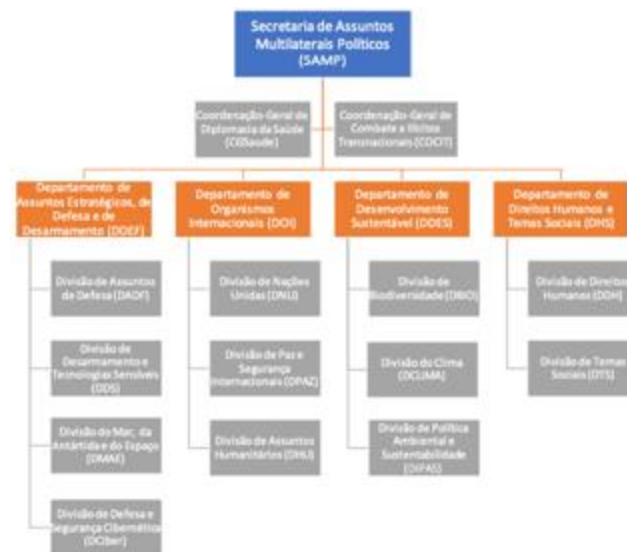 Secretaria de Assuntos
Multilaterais Políticos
(SAMP)
Coordenação-Geral de
Diplomacia da Saúde
(CGSaude)
Coordenação-Geral de
Combate a Ilícitos
Transnacionais (COCIT)
Departamento de
Assuntos Estratégicos, de
Defesa e de
Desarmamento (DDEF)
Departamento de
Organismos
Internacionais (DOI)
Departamento de
Desenvolvimento
Sustentável (DDES)
Departamento de
Direitos Humanos e
Temas Sociais (DHS)
Divisão de Assuntos
de Defesa (DADF)
Divisão de
Desarmamento e
Tecnologias Sensíveis
(DDS)
Divisão do Mar, da
Antártida e do Espaço
(DMAE)
Divisão de Defesa e
Segurança Cibernética
(DCiber)
Divisão de Nações
Unidas (DNU)
Divisão de Paz e
Segurança
Internacionais (DPAZ)
Divisão de Assuntos
Humanitários (DHU)
Divisão de
Biodiversidade (DBIO)
Divisão do Clima
(DCLIMA)
Divisão de Política
Ambiental e
Sustentabilidade
(DIPAS)
Divisão de Direitos
Humanos (DDH)
Divisão de Temas
Sociais (DTS)